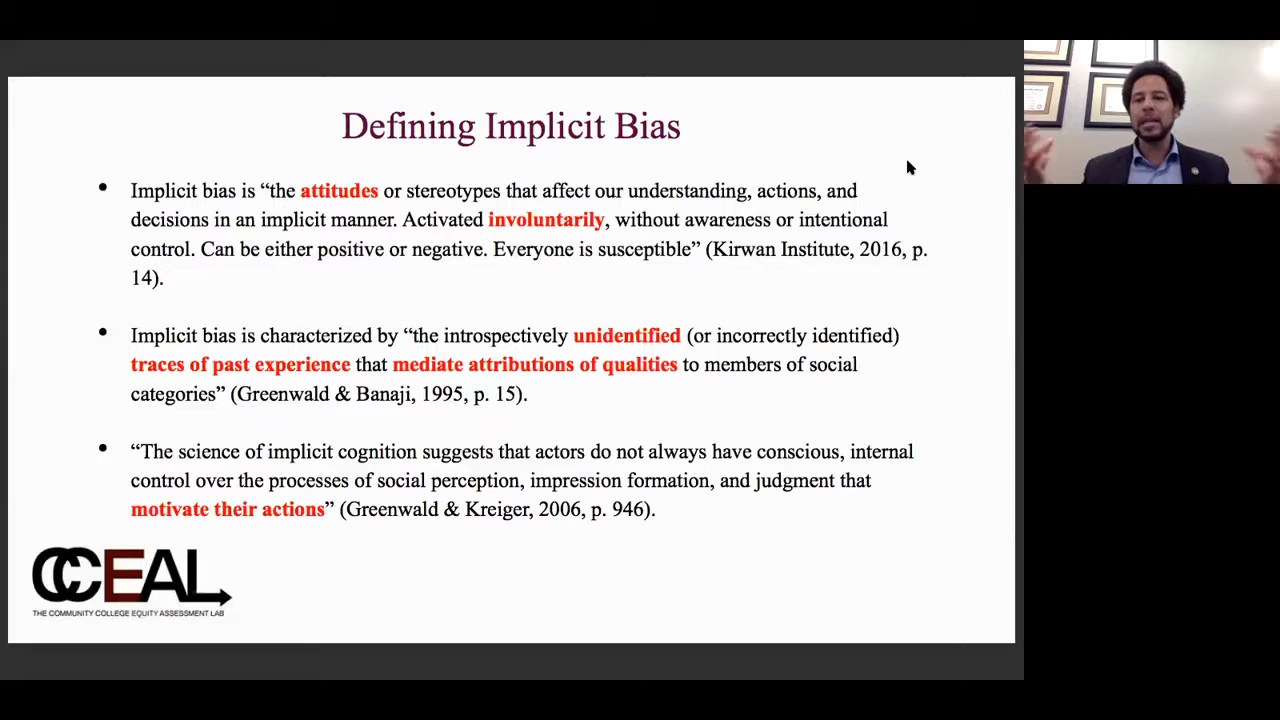 Defining Implicit Bias
• Implicit bias is “the attitudes or stereotypes that affect our understanding, actions, and
decisions in an implicit manner. Activated involuntarily, without awareness or intentional
control. Can be either positive or negative. Everyone is susceptible” (Kirwan Institute, 2016, p.
14).
• Implicit bias is characterized by “the introspectively unidentified (or incorrectly identified)
traces of past experience that mediate attributions of qualities to members of social
categories” (Greenwald & Banaji, 1995, p. 15).
• “The science of implicit cognition suggests that actors do not always have conscious, internal
control over the processes of social perception, impression formation, and judgment that
motivate their actions” (Greenwald & Kreiger, 2006, p. 946).
CCEAL
THE COMMUNITY COLLEGE EQUITY ASSESSMENT LAB